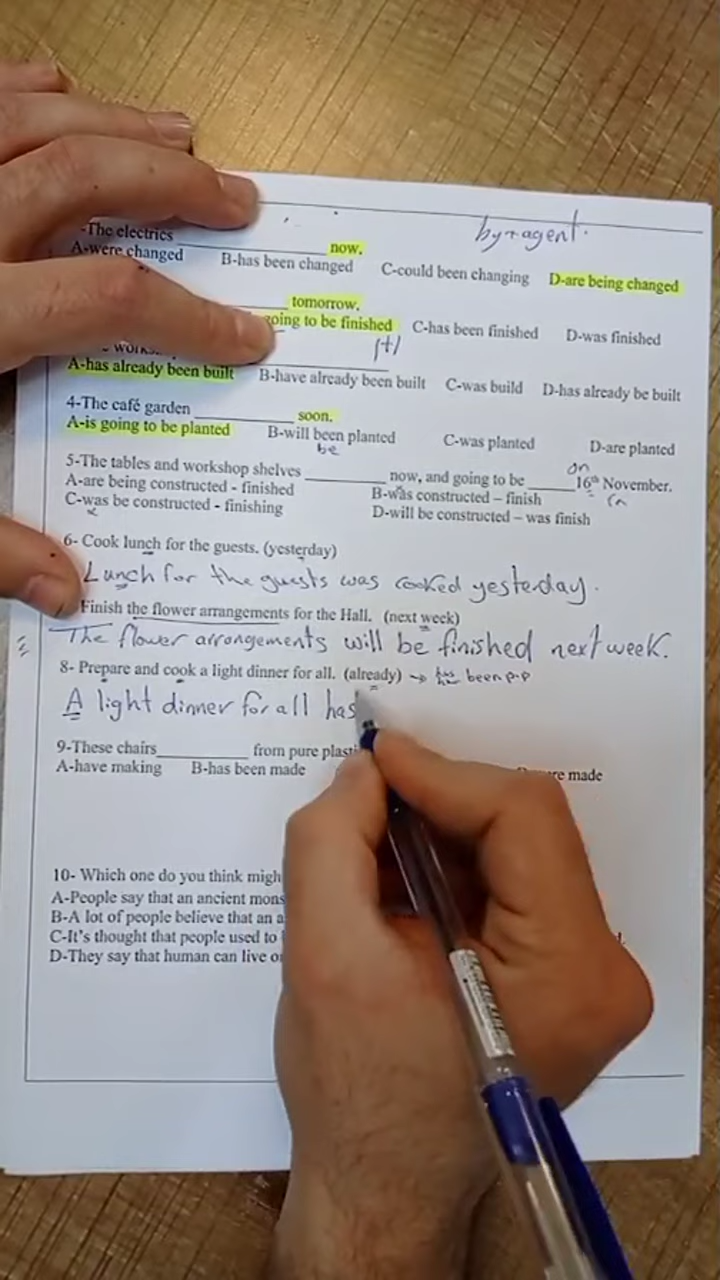 by+agent.
-The electrics ____________ now.
A-were changed B-has been changed C-could been changing D-are being changed
________ tomorrow.
going to be finished C-has been finished D-was finished
It
A-has already been built B-have already been built C-was build D-has already be built
4-The café garden __________ soon.
A-is going to be planted B-will been planted C-was planted D-are planted
be
on
5-The tables and workshop shelves ________ now, and going to be _____16th November.
A-are being constructed - finished B-was constructed – finish
C-was be constructed - finishing D-will be constructed – was finish
6- Cook lunch for the guests. (yesterday)
Lunch for the guests was cooked yesterday.
Finish the flower arrangements for the Hall. (next week)
The flower arrangements will be finished next week.
8- Prepare and cook a light dinner for all. (already) → been p.p
A light dinner for all has
9-These chairs_________ from pure plasti
A-have making B-has been made re made
10- Which one do you think migh
A-People say that an ancient mons
B-A lot of people believe that an a
C-It's thought that people used to
D-They say that human can live o